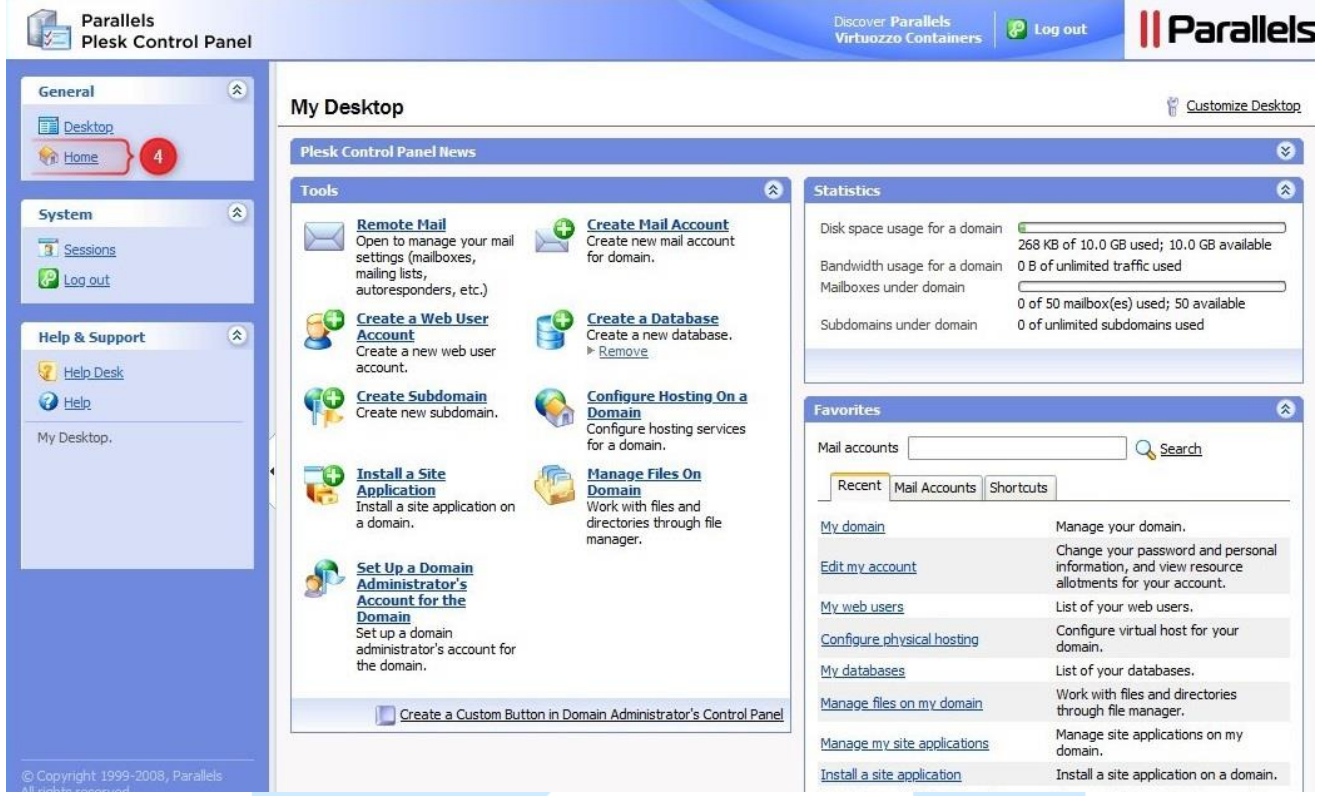 Parallels
Plesk Control Panel
Discover Parallels
Virtuozzo Containers
Log out
Parallels
General
Desktop
Home
4
System
Sessions
Log out
Help & Support
Help Desk
Help
My Desktop.
© Copyright 1999-2008, Parallels
All rights reserved
My Desktop
Customize Desktop
Plesk Control Panel News
Tools
Remote Mail
Open to manage your mail
settings (mailboxes,
mailing lists,
autoresponders, etc.)
Create Mail Account
Create new mail account
for domain.
Create a Web User
Account
Create a new web user
account.
Create a Database
Create a new database.
Remove
Create Subdomain
Create new subdomain.
Configure Hosting On a
Domain
Configure hosting services
for a domain.
Install a Site
Application
Install a site application on
a domain.
Manage Files On
Domain
Work with files and
directories through file
manager.
Set Up a Domain
Administrator's
Account for the
Domain
Set up a domain
administrator's account for
the domain.
Create a Custom Button in Domain Administrator's Control Panel
Statistics
Disk space usage for a domain
268 KB of 10.0 GB used; 10.0 GB available
Bandwidth usage for a domain 0 B of unlimited traffic used
Mailboxes under domain
0 of 50 mailbox(es) used; 50 available
Subdomains under domain 0 of unlimited subdomains used
Favorites
Mail accounts Search
Recent Mail Accounts Shortcuts
My domain Manage your domain.
Edit my account Change your password and personal
information, and view resource
allotments for your account.
My web users List of your web users.
Configure physical hosting Configure virtual host for your
domain.
My databases List of your databases.
Manage files on my domain Work with files and directories
through file manager.
Manage my site applications Manage site applications on my
domain.
Install a site application Install a site application on a domain.